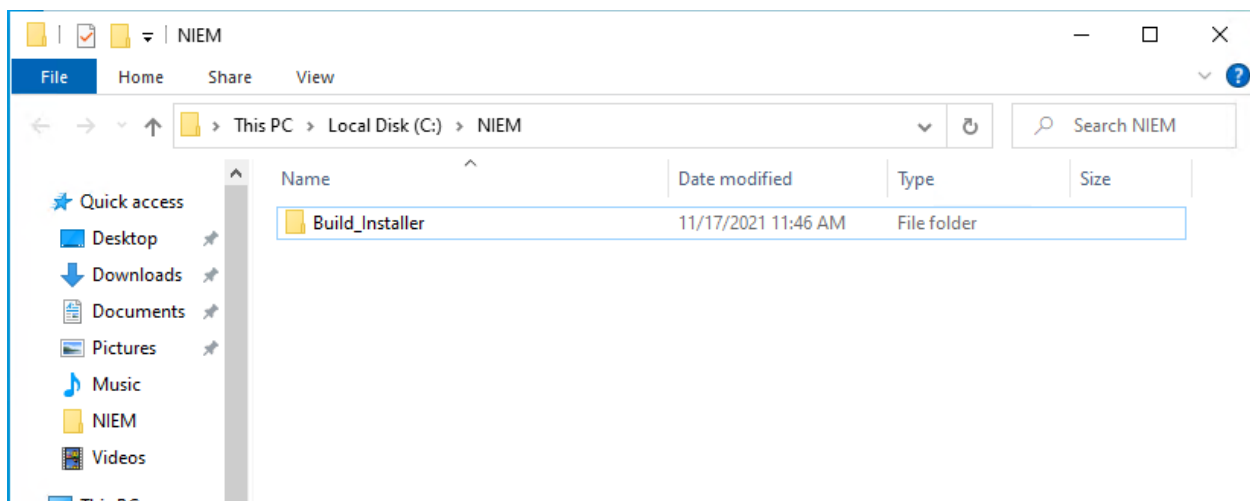 NIEM
File Home Share View
This PC > Local Disk (C:) > NIEM
Search NIEM
Name Date modified Type Size
Build_Installer 11/17/2021 11:46 AM File folder
Quick access
Desktop
Downloads
Documents
Pictures
Music
NIEM
Videos